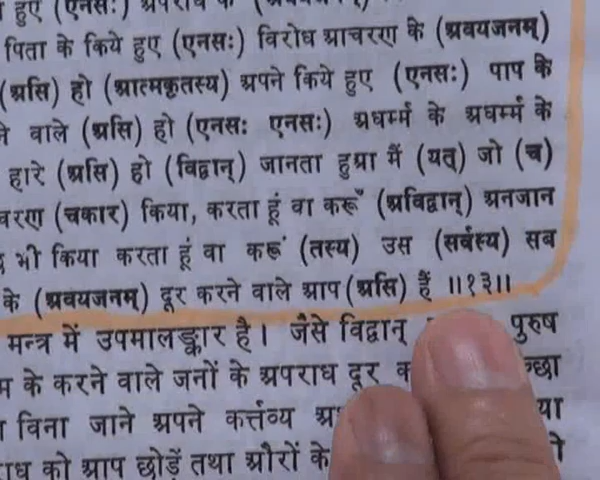 हुए (एनसः) अपराध के
पिता के किये हुए (एनसः) विरोध आचरण के (अवयजनम्)
(असि) हो (आत्मकृतस्य) अपने किये हुए (एनसः) पाप के
वाले (असि) हो (एनसः एनसः) अधर्म्म के अधर्म्म के
हारे (असि) हो (विद्वान्) जानता हुआ मैं (यत्) जो (च)
(चकार) किया, करता हूं वा करूँ (अविद्वान्) अनजान
भी किया करता हूं वा करूं (तस्य) उस (सर्वस्य) सब
के (अवयजनम्) दूर करने वाले आप (असि) हैं ॥१३॥
मन्त्र में उपमालङ्कार है। जैसे विद्वान् पुरुष
के करने वाले जनों के अपराध दूर
विना जाने अपने कर्त्तव्य
को आप छोड़ें तथा औरों के